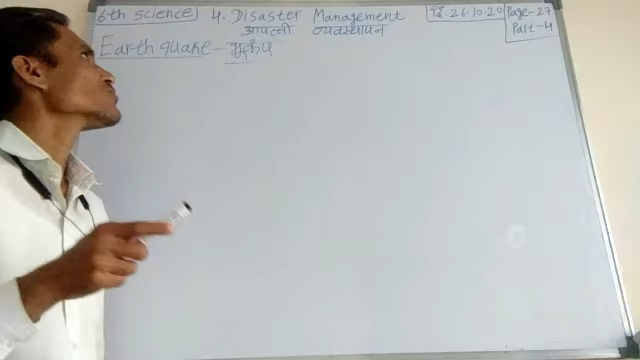 6th science 4. Disaster Management दि. 26.10.20 Page-27
आपत्ती व्यवस्थापन Part-4
Earth quake - भूकंप